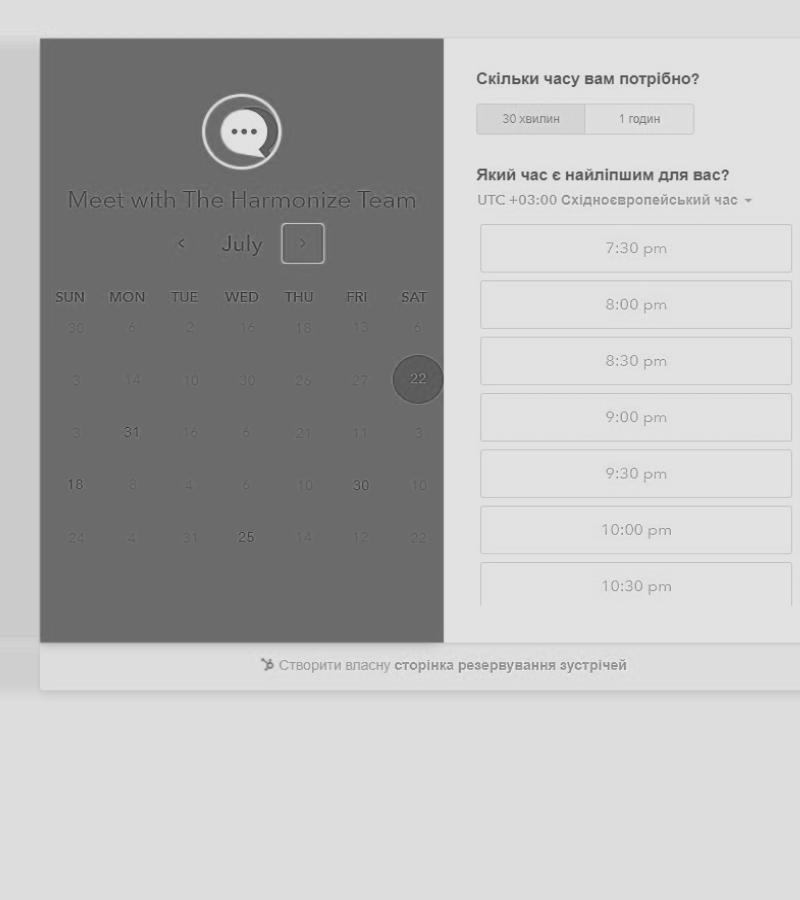 Meet with The Harmonize Team
July
SUN MON TUE WED THU FRI SAT
30 6 2 16 18 13 6
3 14 10 30 26 27 22
3 31 16 6 21 11 3
18 8 4 6 10 30 10
24 4 31 25 14 12 22
Скільки часу вам потрібно?
30 хвилин 1 годин
Який час є найліпшим для вас?
UTC +03:00 Східноєвропейський час
7:30 pm
8:00 pm
8:30 pm
9:00 pm
9:30 pm
10:00 pm
10:30 pm
Створити власну сторінка резервування зустрічей